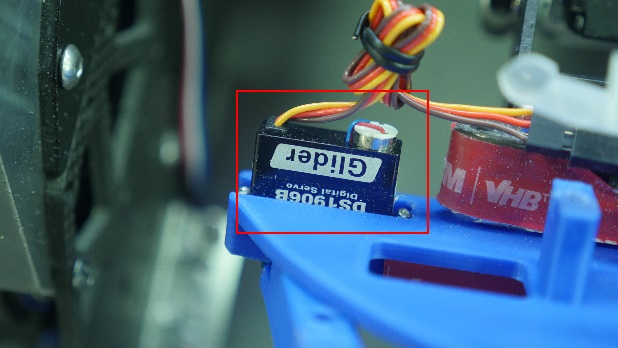 DS1906B
Digital Servo
Glider
M VHB